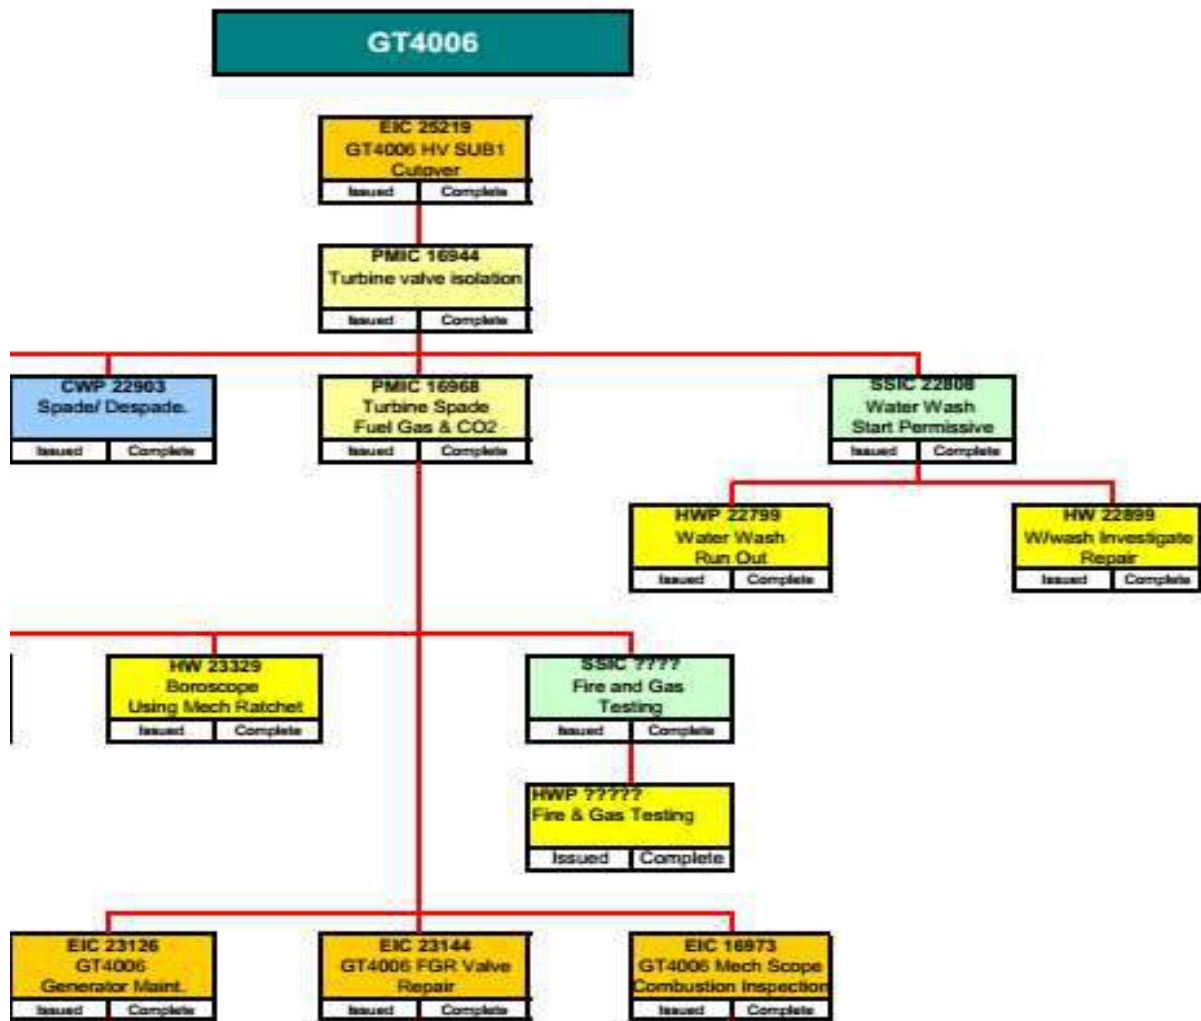 GT4006
EIC 25219
GT4006 HV SUB1
Cutover
Issued Complete
PMIC 16944
Turbine valve isolation
Issued Complete
CWP 22903
Spade/ Despade.
Issued Complete
PMIC 16968
Turbine Spade
Fuel Gas & CO2
Issued Complete
SSIC 22808
Water Wash
Start Permissive
Issued Complete
HWP 22799
Water Wash
Run Out
Issued Complete
HW 22899
W/wash Investigate
Repair
Issued Complete
HW 23329
Boroscope
Using Mech Ratchet
Issued Complete
SSIC ????
Fire and Gas
Testing
Issued Complete
HWP ?????
Fire & Gas Testing
Issued Complete
EIC 23126
GT4006
Generator Maint.
Issued Complete
EIC 23144
GT4006 FGR Valve
Repair
Issued Complete
EIC 16973
GT4006 Mech Scope
Combustion Inspection
Issued Complete